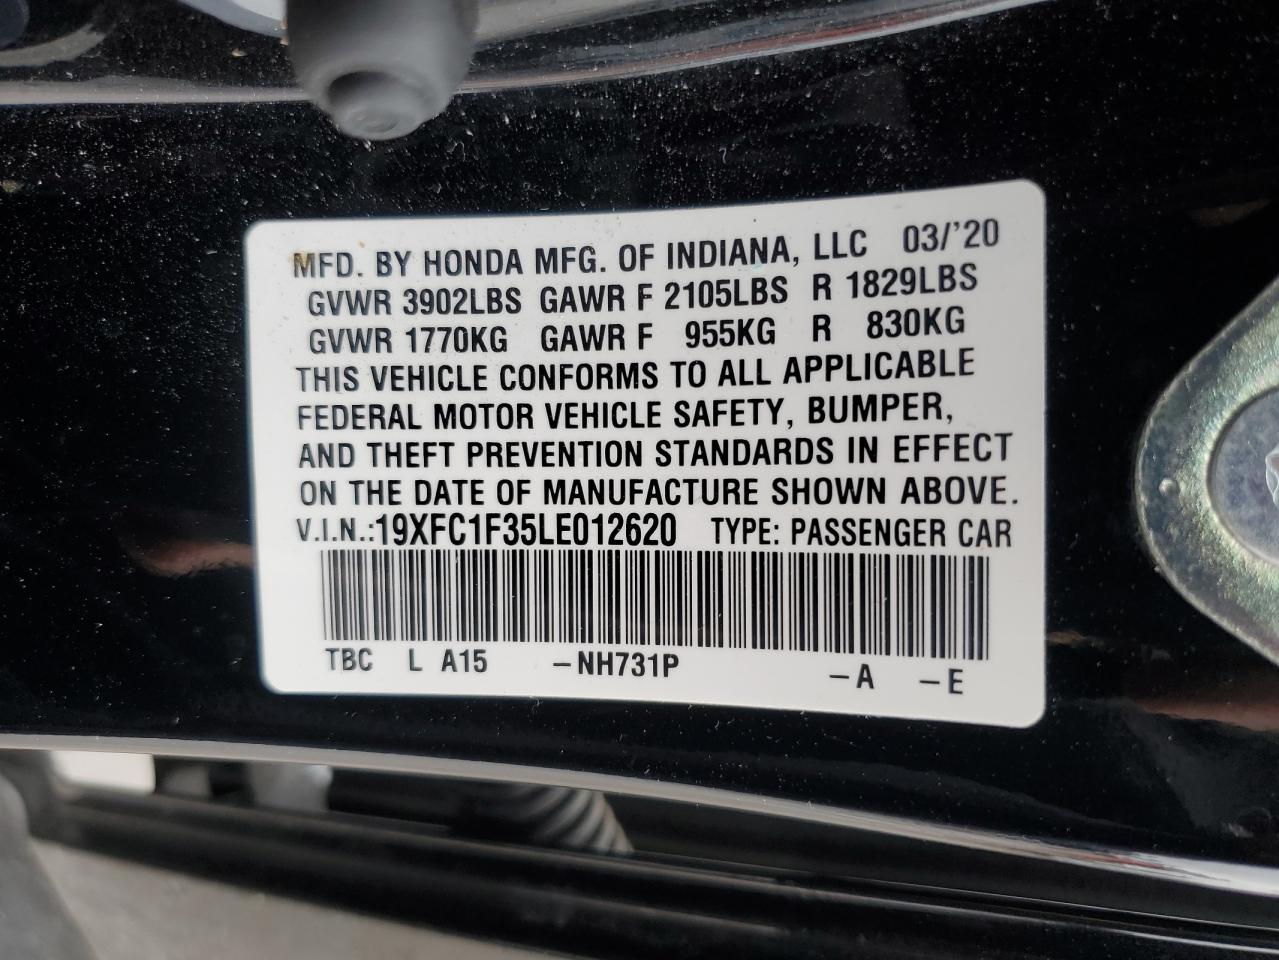 MFD. BY HONDA MFG. OF INDIANA, LLC 03/'20
GVWR 3902LBS GAWR F 2105LBS R 1829LBS
GVWR 1770KG GAWR F 955KG R 830KG
THIS VEHICLE CONFORMS TO ALL APPLICABLE
FEDERAL MOTOR VEHICLE SAFETY, BUMPER,
AND THEFT PREVENTION STANDARDS IN EFFECT
ON THE DATE OF MANUFACTURE SHOWN ABOVE.
V.I.N.:19XFC1F35LE012620 TYPE: PASSENGER CAR
TBC L A15 -NH731P -A -E